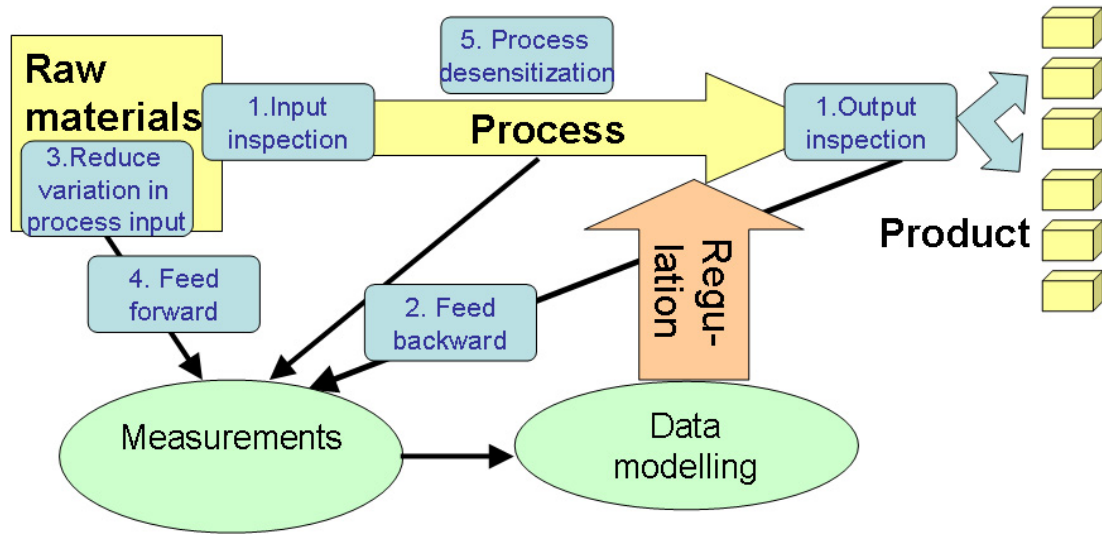 Raw
materials
1.Input
inspection
5. Process
desensitization
Process
1.Output
inspection
3.Reduce
variation in
process input
Product
4. Feed
forward
2. Feed
backward
Regu-
lation
Measurements
Data
modelling